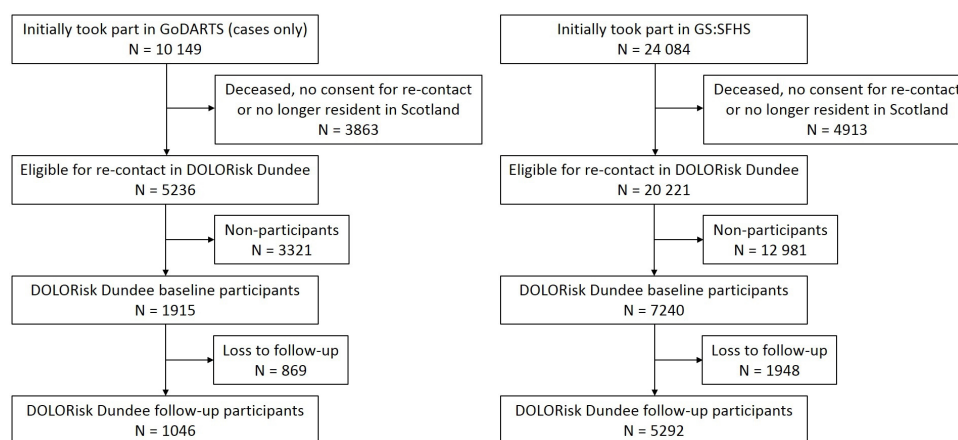 Initially took part in GoDARTS (cases only)
N = 10 149
Deceased, no consent for re-contact
or no longer resident in Scotland
N = 3863
Eligible for re-contact in DOLORisk Dundee
N = 5236
Non-participants
N = 3321
DOLORisk Dundee baseline participants
N = 1915
Loss to follow-up
N = 869
DOLORisk Dundee follow-up participants
N = 1046
Initially took part in GS:SFHS
N = 24 084
Deceased, no consent for re-contact
or no longer resident in Scotland
N = 4913
Eligible for re-contact in DOLORisk Dundee
N = 20 221
Non-participants
N = 12 981
DOLORisk Dundee baseline participants
N = 7240
Loss to follow-up
N = 1948
DOLORisk Dundee follow-up participants
N = 5292